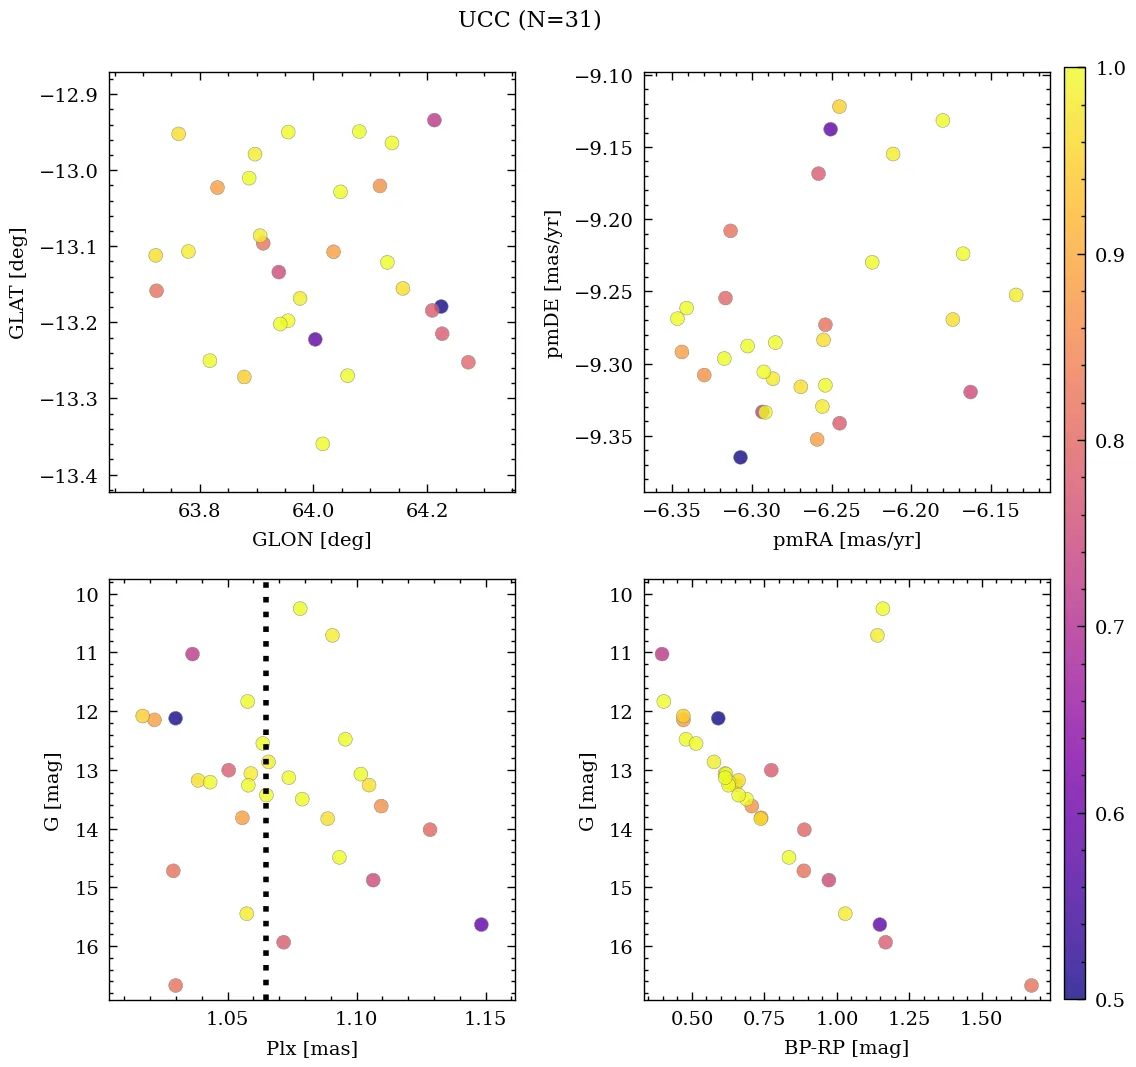 UCC (N=31)
−12.9
−13.0
−13.1
−13.2
−13.3
−13.4
GLAT [deg]
63.8 64.0 64.2
GLON [deg]
−9.10
−9.15
−9.20
−9.25
−9.30
−9.35
pmDE [mas/yr]
−6.35 −6.30 −6.25 −6.20 −6.15
pmRA [mas/yr]
10
11
12
13
14
15
16
G [mag]
1.05 1.10 1.15
Plx [mas]
10
11
12
13
14
15
16
G [mag]
0.50 0.75 1.00 1.25 1.50
BP-RP [mag]
1.0
0.9
0.8
0.7
0.6
0.5